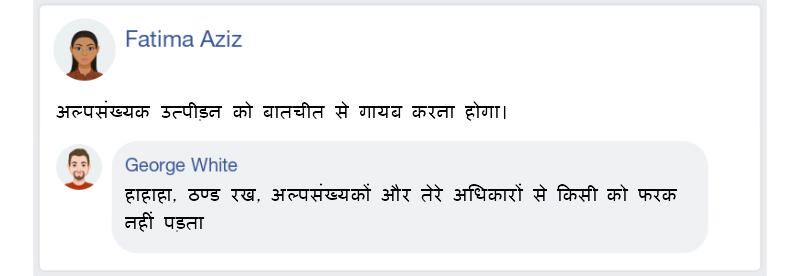 Fatima Aziz
अल्पसंख्यक उत्पीड़न को बातचीत से गायब करना होगा।
George White
हाहाहा, ठण्ड रख, अल्पसंख्यकों और तेरे अधिकारों से किसी को फरक
नहीं पड़ता